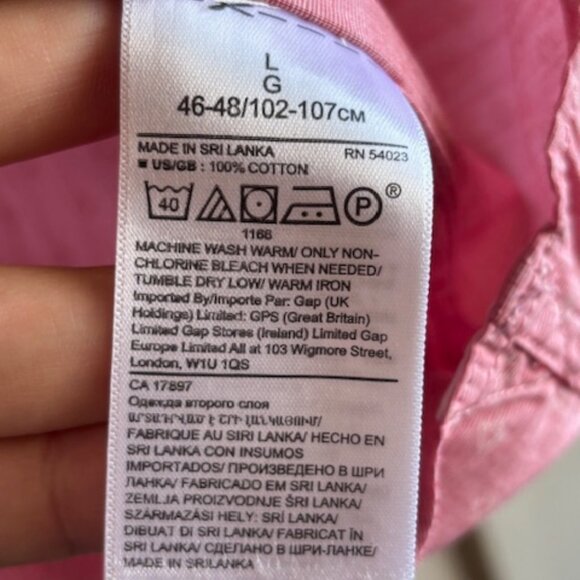 L
G
46-48/102-107CM
MADE IN SRI LANKA RN 54023
■ US/GB : 100% COTTON
40 P ®
1168
MACHINE WASH WARM/ ONLY NON-
CHLORINE BLEACH WHEN NEEDED/
TUMBLE DRY LOW/ WARM IRON
Imported By/Importe Par: Gap (UK
Holdings) Limited: GPS (Great Britain)
Limited Gap Stores (Ireland) Limited Gap
Europe Limited All at 103 Wigmore Street,
London, W1U 1QS
CA 17897
Одежда второго слоя
ԱՐՏԱԴՐՎԱԾ Է ՇՐԻ ԼԱՆԿԱՅՈՒՄ/
FABRIQUE AU SIRI LANKA/ HECHO EN
SRI LANKA CON INSUMOS
IMPORTADOS/ ПРОИЗВЕДЕНО В ШРИ
ЛАНКА/ FABRICADO EM SRI LANKA/
ZEMLJA PROIZVODNJE ŠRI LANKA/
SZÁRMAZÁSI HELY: SRÍ LANKA/
DIBUAT DI SRI LANKA/ FABRICAT ÎN
SRI LANKA/ СДЕЛАНО В ШРИ-ЛАНКЕ/
MADE IN SRILANKA